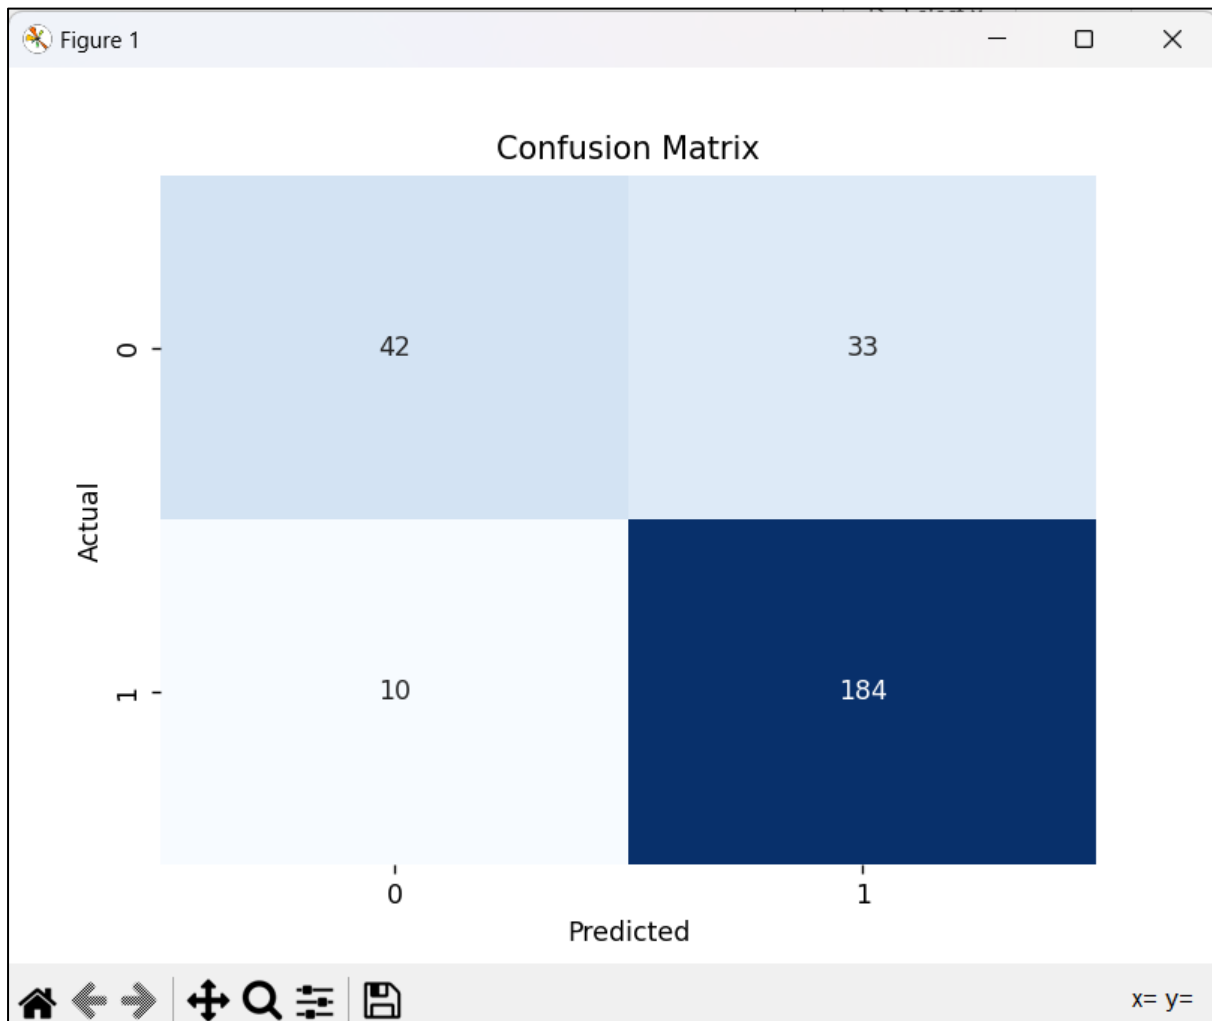 Figure 1
Confusion Matrix
0
42
33
Actual
1
10
184
0
1
Predicted
x= y=